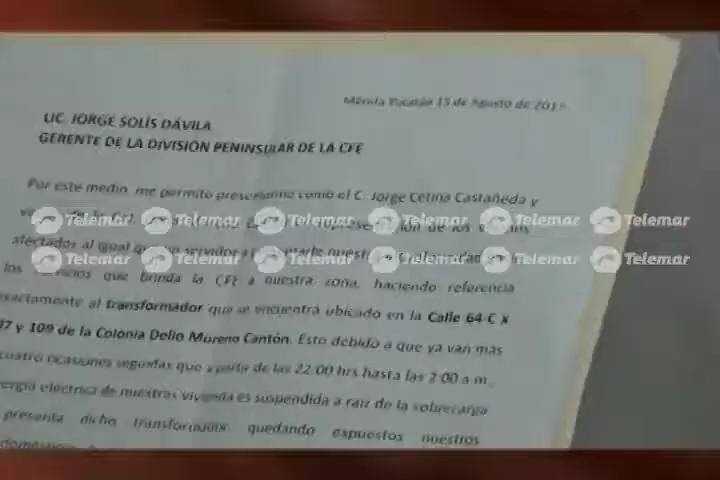 Mérida Yucatán 15 de Agosto de 201
LIC. JORGE SOLÍS DÁVILA
GERENTE DE LA DIVISIÓN PENINSULAR DE LA CFE
Por este medio, me permito presentarme como el C. Jorge Cetina Castañeda y
de los
afectados al igual que
Telemar Telemar Telemar Telemar Telemar Telemar
Telemar Telemar Telemar Telemar Telemar Telemar
los servicios que brinda la CFE a nuestra zona, haciendo referencia
exactamente al transformador que se encuentra ubicado en la Calle 64-C x
y 109 de la Colonia Delio Moreno Cantón. Esto debido a que ya van más
cuatro ocasiones seguidas que a partir de las 22:00 hrs hasta las 2:00 a.m.
energía eléctrica de nuestras vivienda es suspendida a raíz de la sobrecarga
presenta dicho transformador, quedando expuestos nuestros